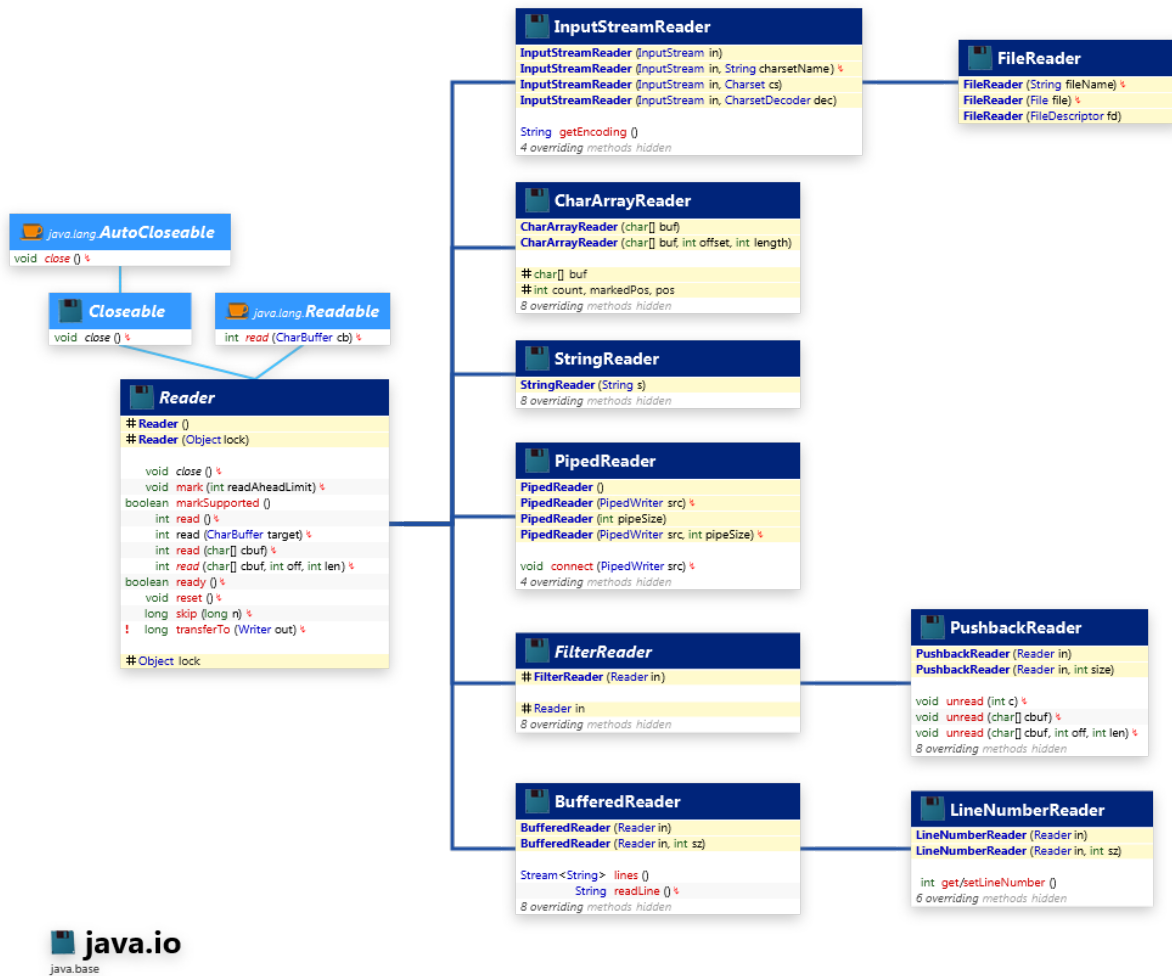 java.lang.AutoCloseable
void close ()
Closeable
void close ()
java.lang.Readable
int read (CharBuffer cb)
Reader
# Reader ()
# Reader (Object lock)
void close ()
void mark (int readAheadLimit)
boolean markSupported ()
int read ()
int read (CharBuffer target)
int read (char[] cbuf)
int read (char[] cbuf, int off, int len)
boolean ready ()
void reset ()
long skip (long n)
! long transferTo (Writer out)
# Object lock
InputStreamReader
InputStreamReader (InputStream in)
InputStreamReader (InputStream in, String charsetName)
InputStreamReader (InputStream in, Charset cs)
InputStreamReader (InputStream in, CharsetDecoder dec)
String getEncoding ()
4 overriding methods hidden
FileReader
FileReader (String fileName)
FileReader (File file)
FileReader (FileDescriptor fd)
CharArrayReader
CharArrayReader (char[] buf)
CharArrayReader (char[] buf, int offset, int length)
# char[] buf
# int count, markedPos, pos
8 overriding methods hidden
StringReader
StringReader (String s)
8 overriding methods hidden
PipedReader
PipedReader ()
PipedReader (PipedWriter src)
PipedReader (int pipeSize)
PipedReader (PipedWriter src, int pipeSize)
void connect (PipedWriter src)
4 overriding methods hidden
FilterReader
# FilterReader (Reader in)
# Reader in
8 overriding methods hidden
PushbackReader
PushbackReader (Reader in)
PushbackReader (Reader in, int size)
void unread (int c)
void unread (char[] cbuf)
void unread (char[] cbuf, int off, int len)
8 overriding methods hidden
BufferedReader
BufferedReader (Reader in)
BufferedReader (Reader in, int sz)
Stream<String> lines ()
String readLine ()
8 overriding methods hidden
LineNumberReader
LineNumberReader (Reader in)
LineNumberReader (Reader in, int sz)
int get/setLineNumber ()
6 overriding methods hidden
java.io
java.base